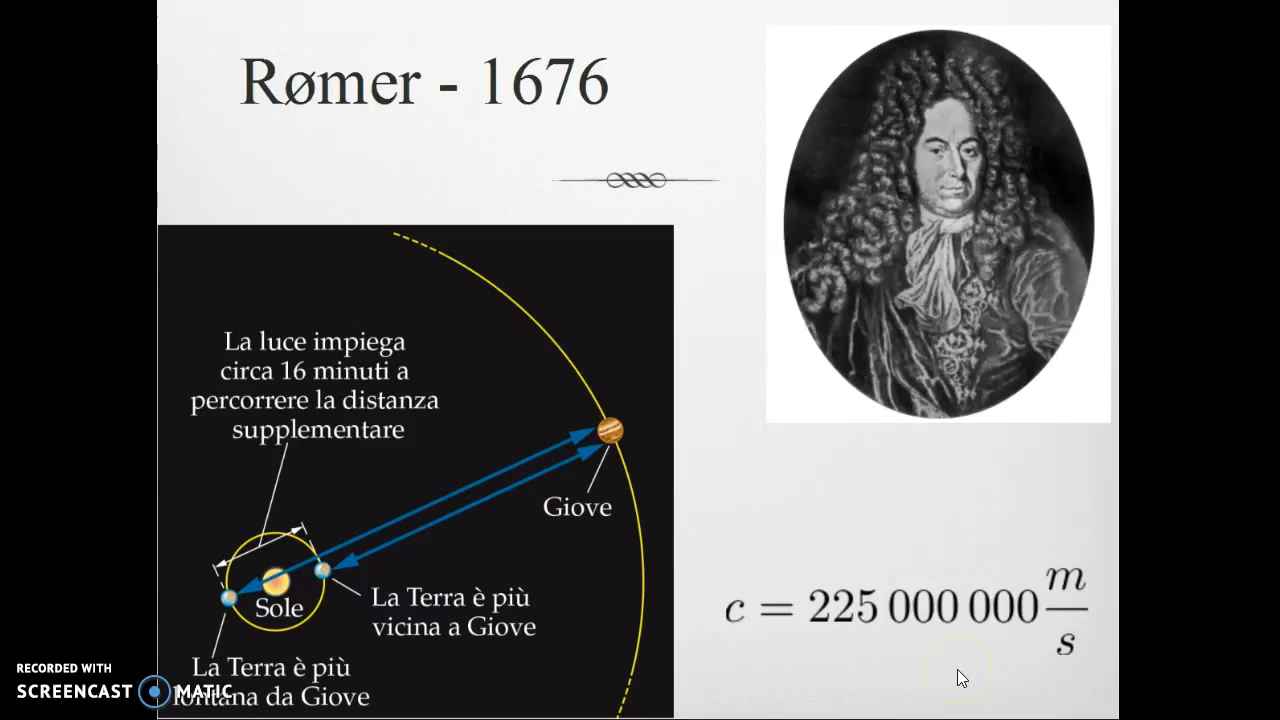 Rømer - 1676
La luce impiega
circa 16 minuti a
percorrere la distanza
supplementare
Giove
Sole
La Terra è più
vicina a Giove
La Terra è più
lontana da Giove
c = 225 000 000 m/s
RECORDED WITH
SCREENCAST MATIC